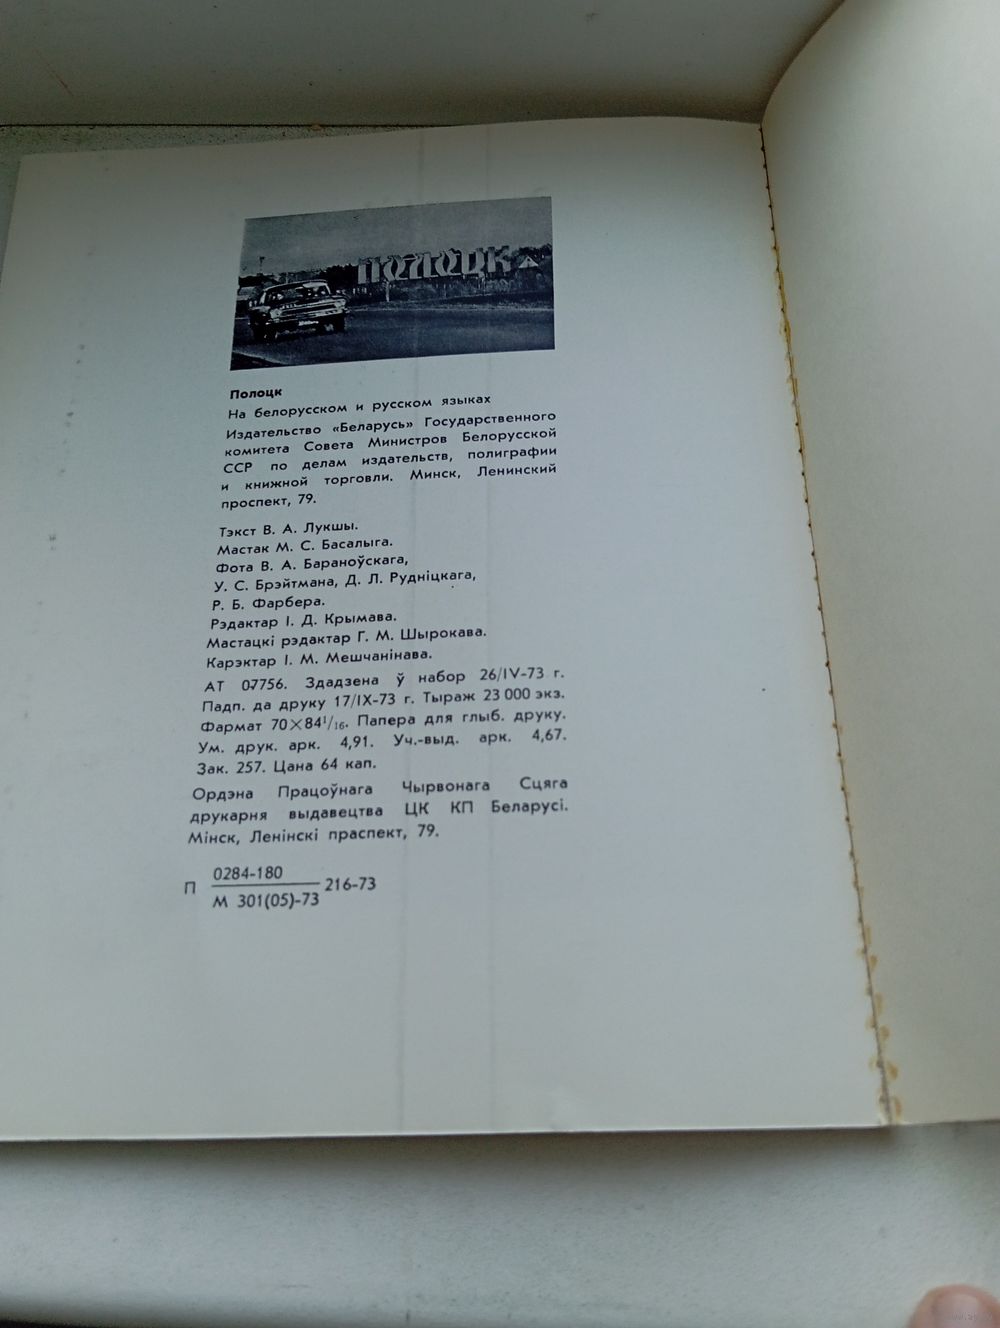 ПОЛОЦК
Полоцк
На белорусском и русском языках
Издательство «Беларусь» Государственного
комитета Совета Министров Белорусской
ССР по делам издательств, полиграфии
и книжной торговли. Минск, Ленинский
проспект, 79.
Тэкст В. А. Лукшы.
Мастак М. С. Басалыга.
Фота В. А. Бараноўскага,
У. С. Брэйтмана, Д. Л. Рудніцкага,
Р. Б. Фарбера.
Рэдактар І. Д. Крымава.
Мастацкі рэдактар Г. М. Шырокава.
Карэктар І. М. Мешчанінава.
АТ 07756. Здадзена ў набор 26/IV-73 г.
Падп. да друку 17/IX-73 г. Тыраж 23 000 экз.
Фармат 70×84¹/₁₆. Папера для глыб. друку.
Ум. друк. арк. 4,91. Уч.-выд. арк. 4,67.
Зак. 257. Цана 64 кап.
Ордэна Працоўнага Чырвонага Сцяга
друкарня выдавецтва ЦК КП Беларусі.
Мінск, Ленінскі праспект, 79.
0284-180
П 216-73
М 301(05)-73